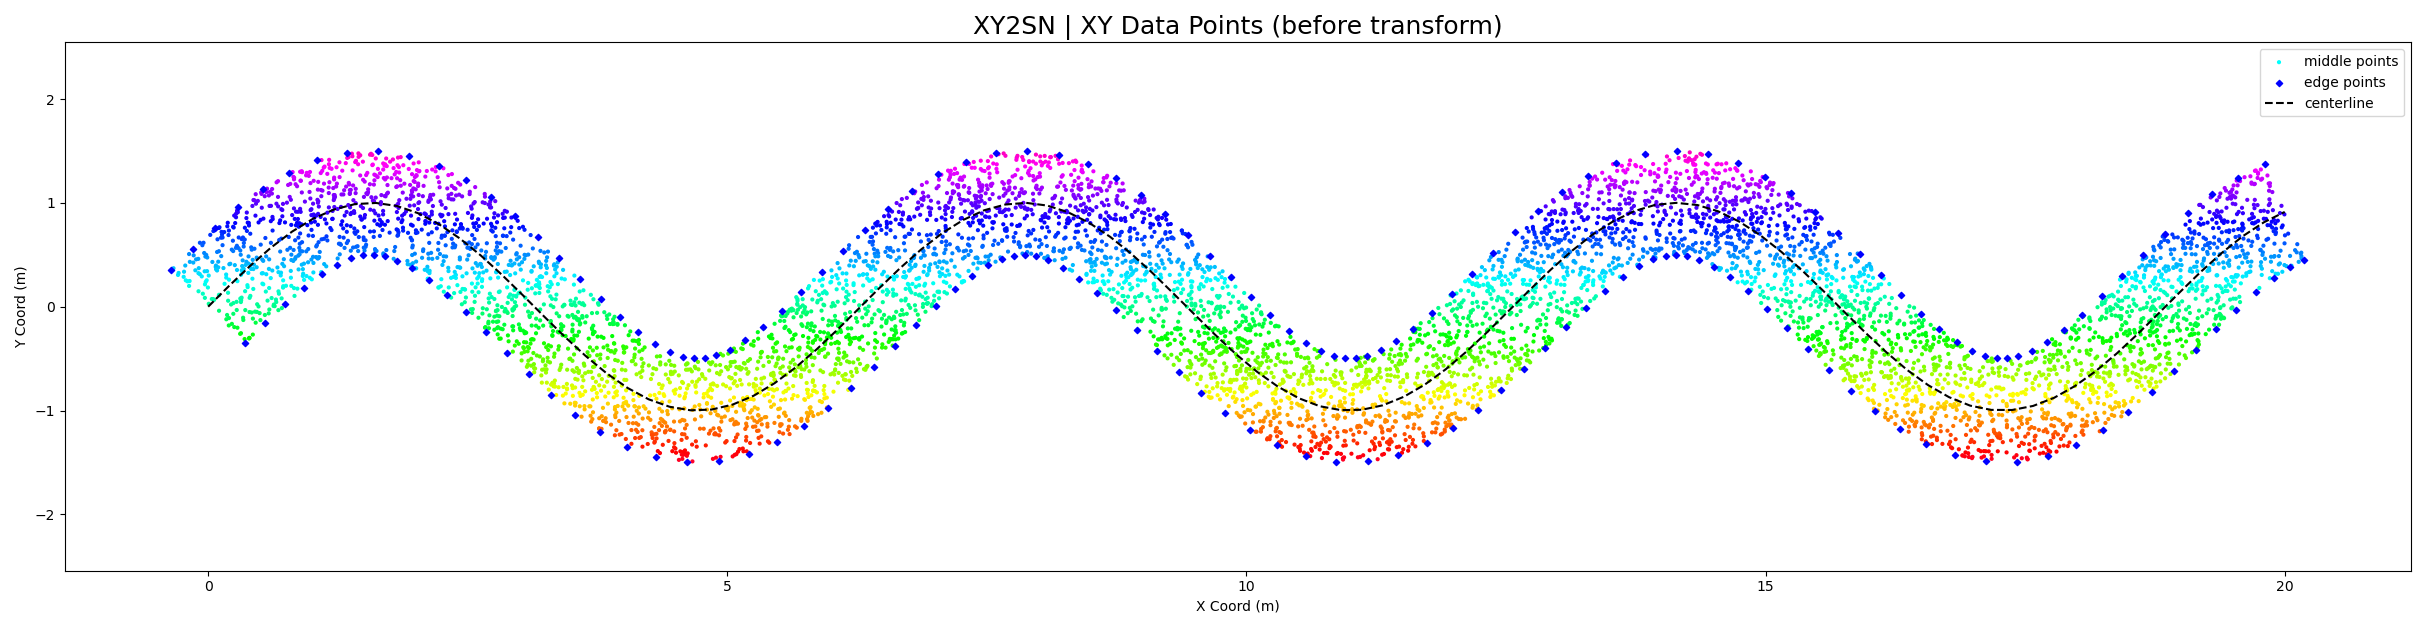 XY2SN | XY Data Points (before transform)
middle points
edge points
centerline
Y Coord (m)
2
1
0
−1
−2
0
5
10
15
20
X Coord (m)